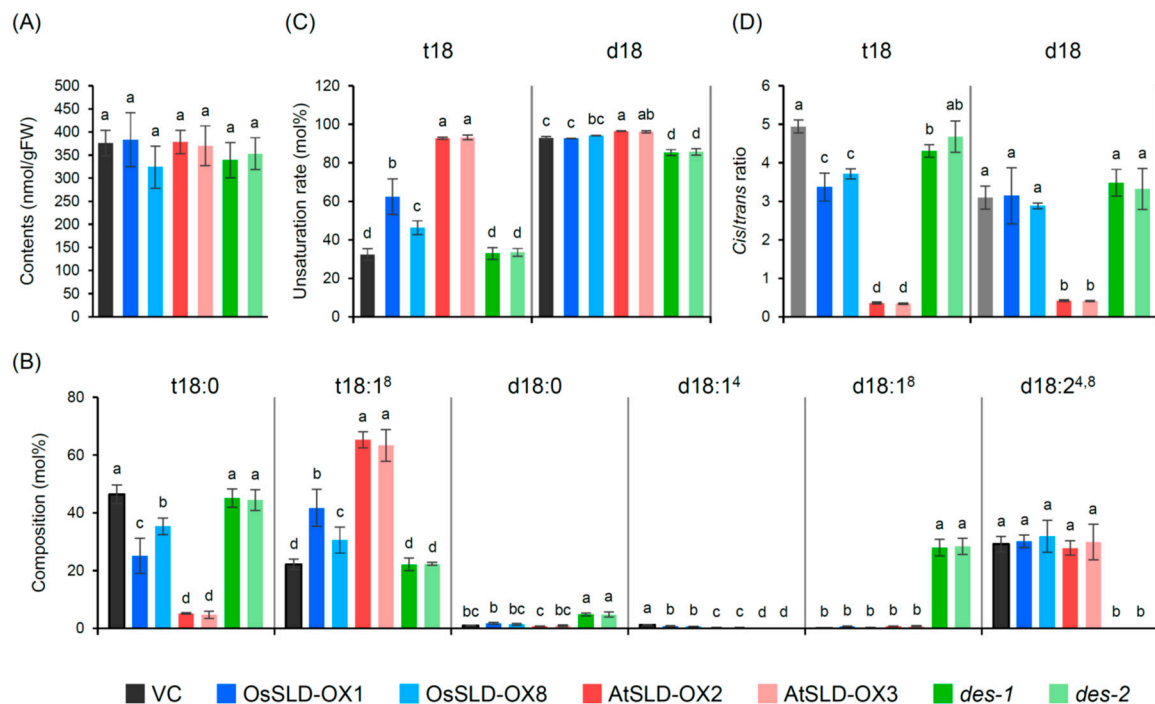 (A)
Contents (nmol/gFW)
500
450
400
350
300
250
200
150
100
50
0
a a a a a a a
(C)
t18 d18
Unsaturation rate (mol%)
120
100
80
60
40
20
0
d b c a a d d
c c bc a ab d d
(D)
t18 d18
Cis/trans ratio
6
5
4
3
2
1
0
a c c d d b ab
a a a b b a a
(B)
t18:0 t18:1⁸ d18:0 d18:1⁴ d18:1⁸ d18:2⁴,⁸
Composition (mol%)
80
60
40
20
0
a c b d d a a
d b c a a d d
bc b bc c bc a a
a b b c c d d
b b b b b a a
a a a a a b b
VC OsSLD-OX1 OsSLD-OX8 AtSLD-OX2 AtSLD-OX3 des-1 des-2